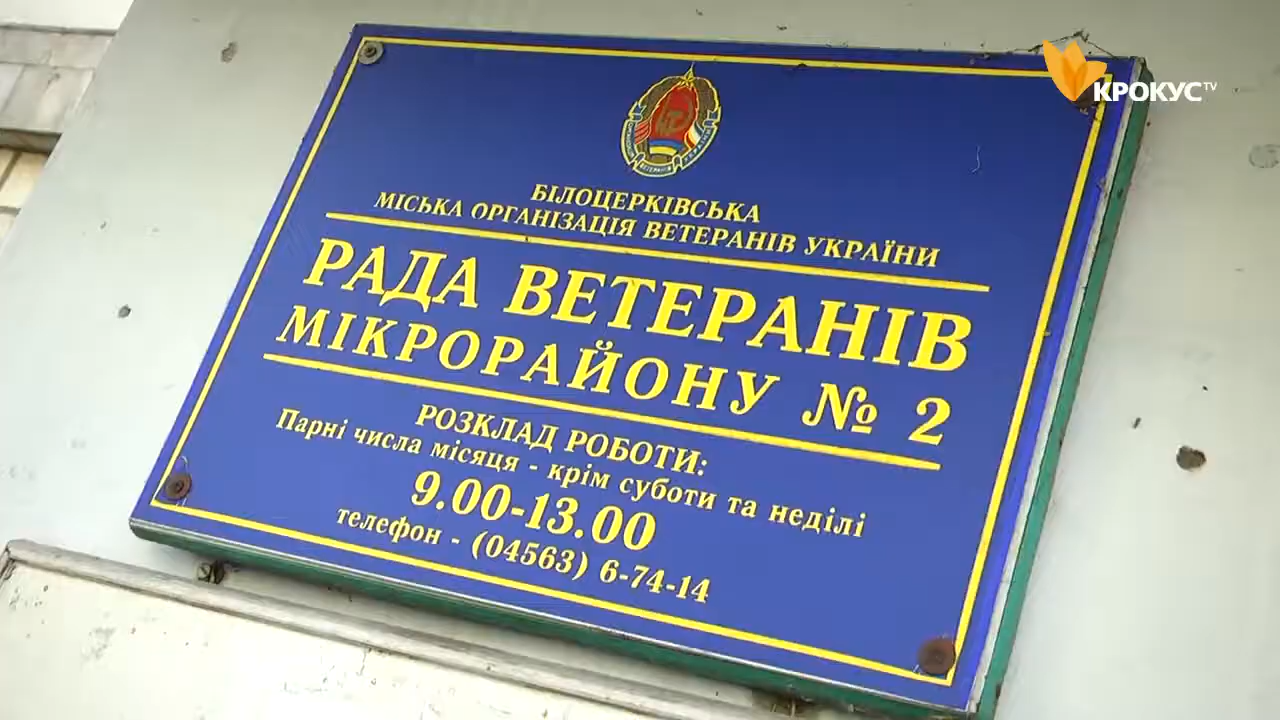 КРОКУС TV
БІЛОЦЕРКІВСЬКА
МІСЬКА ОРГАНІЗАЦІЯ ВЕТЕРАНІВ УКРАЇНИ
РАДА ВЕТЕРАНІВ
МІКРОРАЙОНУ № 2
РОЗКЛАД РОБОТИ:
Парні числа місяця - крім суботи та неділі
9.00-13.00
телефон - (04563) 6-74-14